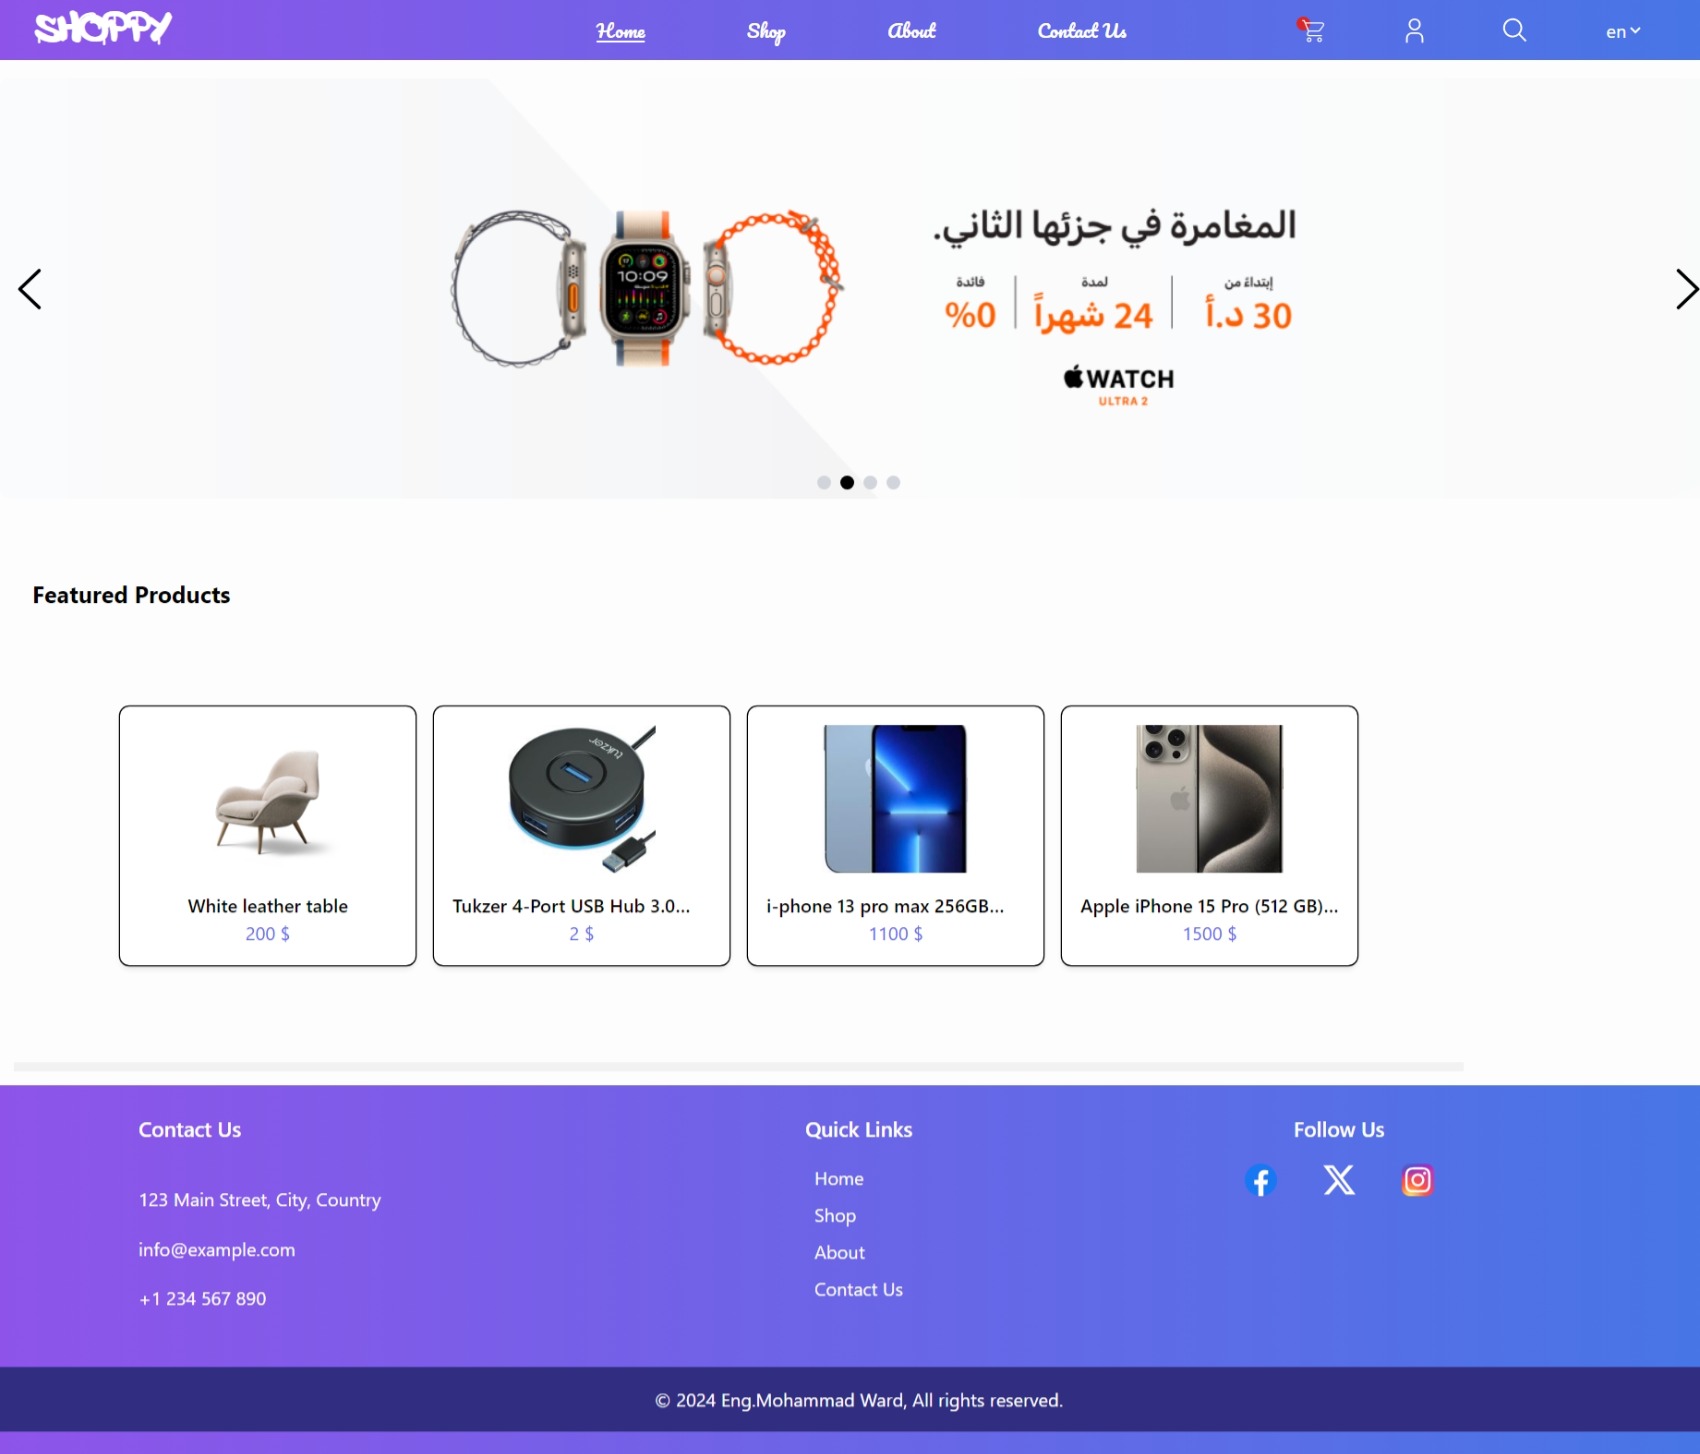 SHOPPY
Home Shop About Contact Us en
المغامرة في جزئها الثاني.
إبتداءً من لمدة فائدة
30 د.أ 24 شهراً 0%
WATCH
ULTRA 2
10:09
Featured Products
tukzer
White leather table
200 $
Tukzer 4-Port USB Hub 3.0...
2 $
i-phone 13 pro max 256GB...
1100 $
Apple iPhone 15 Pro (512 GB)...
1500 $
Contact Us
123 Main Street, City, Country
info@example.com
+1 234 567 890
Quick Links
Home
Shop
About
Contact Us
Follow Us
© 2024 Eng.Mohammad Ward, All rights reserved.